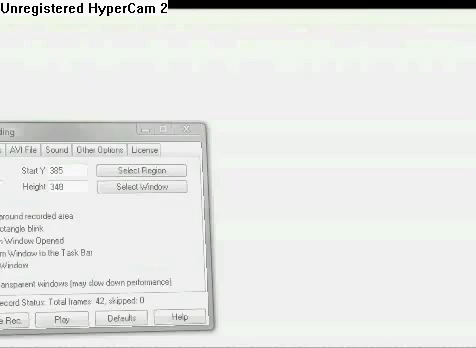 Unregistered HyperCam 2
ding
s AVI File Sound Other Options License
Start Y 385 Select Region
Height 348 Select Window
around recorded area
ctangle blink
n Window Opened
m Window to the Task Bar
Window
ansparent windows (may slow down performance)
ecord Status: Total frames: 42, skipped: 0
e Rec. Play Defaults Help